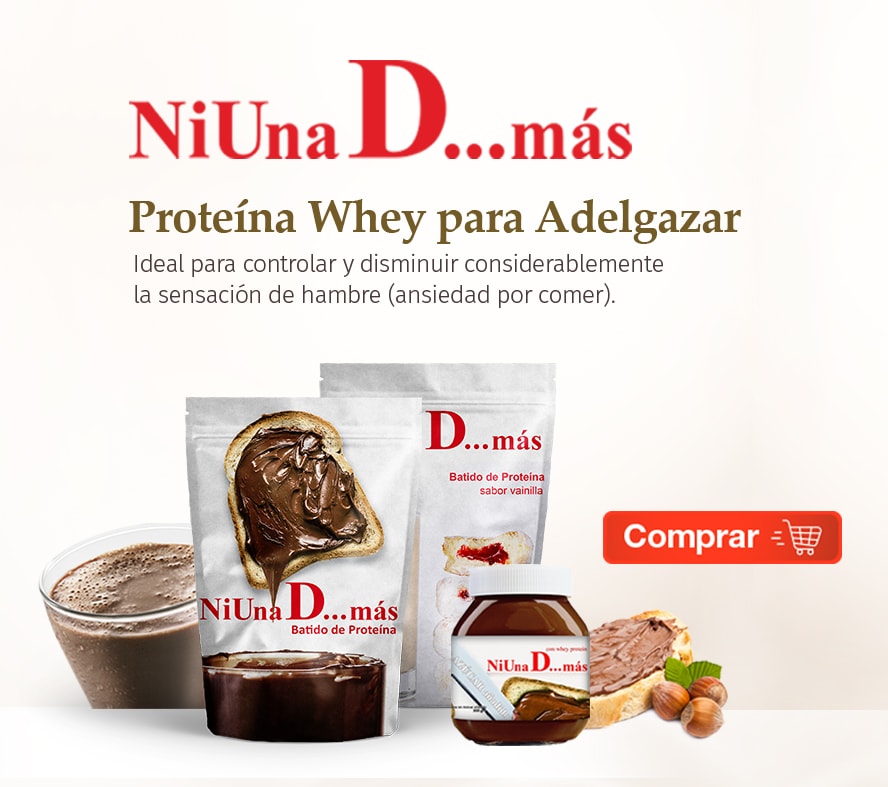 NiUna D...más
Proteína Whey para Adelgazar
Ideal para controlar y disminuir considerablemente
la sensación de hambre (ansiedad por comer).
D...más
Batido de Proteína
sabor vainilla
Comprar
NiUna D...más
Batido de Proteína
con whey protein
NiUna D...más